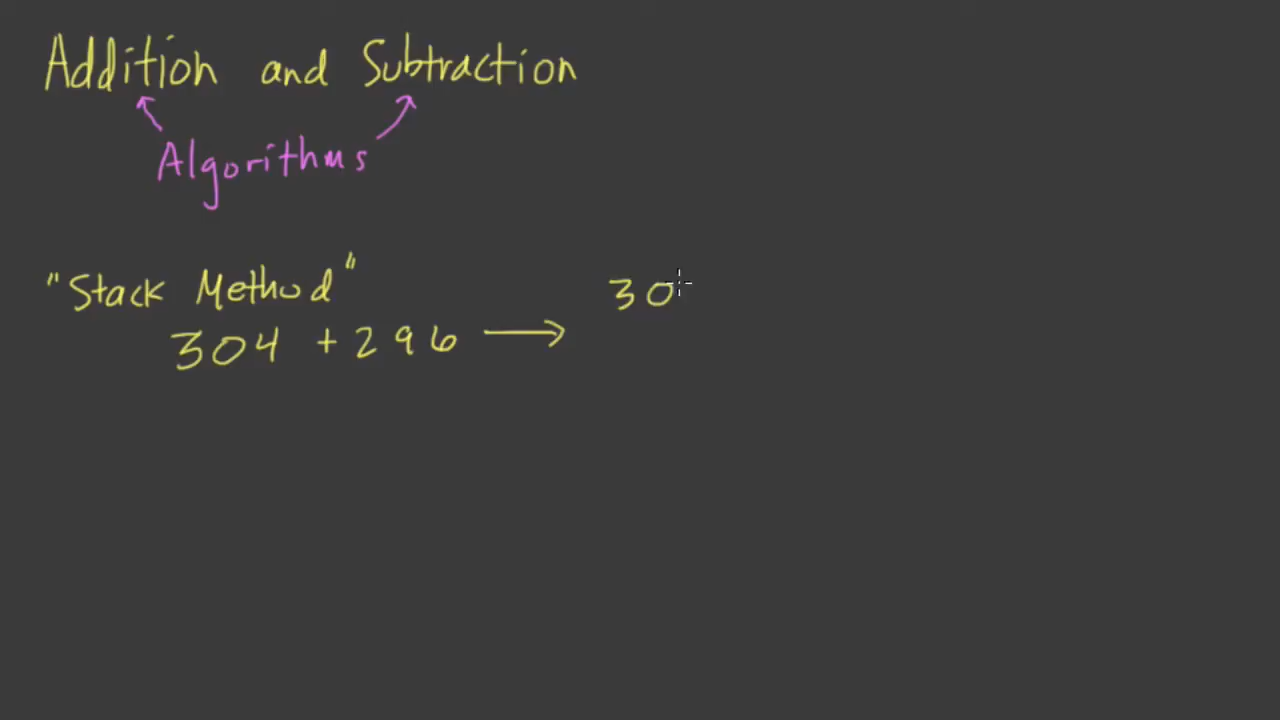 Addition and Subtraction
Algorithms
"Stack Method"
304 + 296 → 30